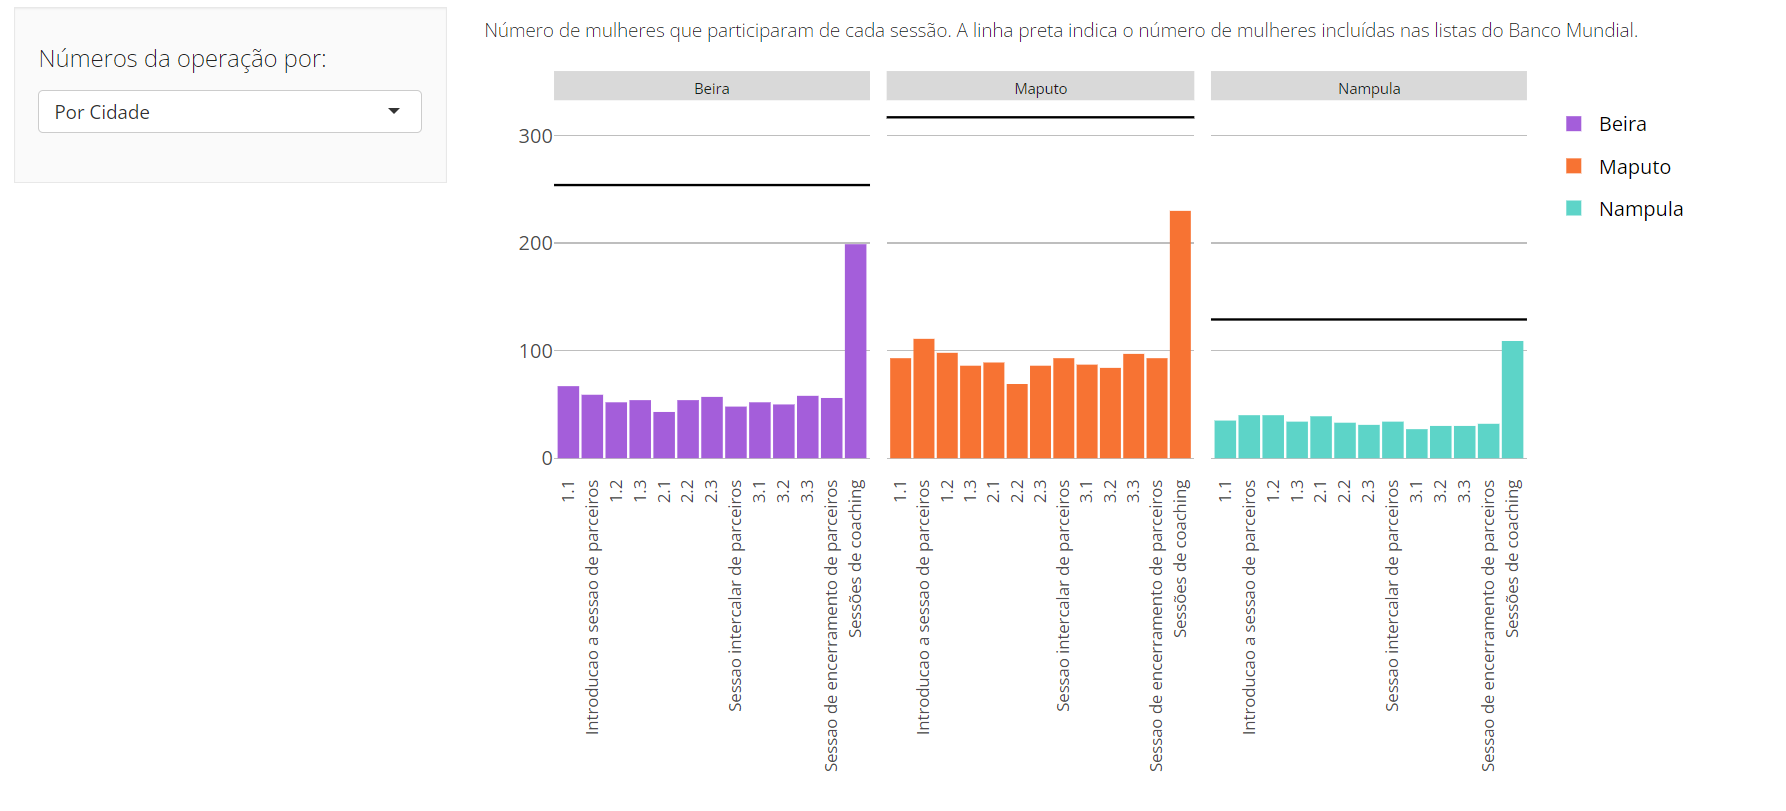 Números da operação por:
Por Cidade
Número de mulheres que participaram de cada sessão. A linha preta indica o número de mulheres incluídas nas listas do Banco Mundial.
Beira
Maputo
Nampula
300
200
100
0
1.1
Introducao a sessao de parceiros
1.2
1.3
2.1
2.2
2.3
Sessao intercalar de parceiros
3.1
3.2
3.3
Sessao de encerramento de parceiros
Sessões de coaching
1.1
Introducao a sessao de parceiros
1.2
1.3
2.1
2.2
2.3
Sessao intercalar de parceiros
3.1
3.2
3.3
Sessao de encerramento de parceiros
Sessões de coaching
1.1
Introducao a sessao de parceiros
1.2
1.3
2.1
2.2
2.3
Sessao intercalar de parceiros
3.1
3.2
3.3
Sessao de encerramento de parceiros
Sessões de coaching
Beira
Maputo
Nampula